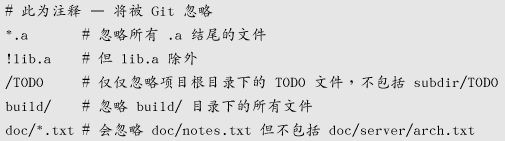 # 此为注释 — 将被 Git 忽略
*.a # 忽略所有 .a 结尾的文件
!lib.a # 但 lib.a 除外
/TODO # 仅仅忽略项目根目录下的 TODO 文件，不包括 subdir/TODO
build/ # 忽略 build/ 目录下的所有文件
doc/*.txt # 会忽略 doc/notes.txt 但不包括 doc/server/arch.txt